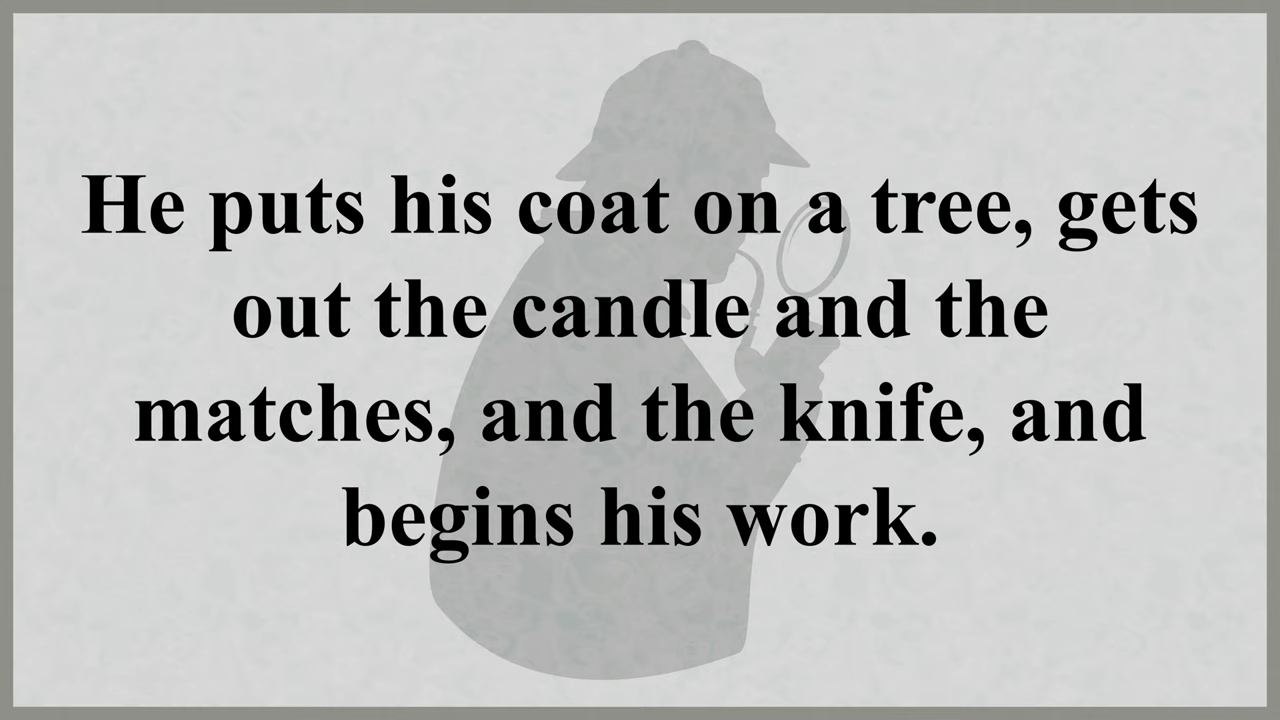 He puts his coat on a tree, gets
out the candle and the
matches, and the knife, and
begins his work.